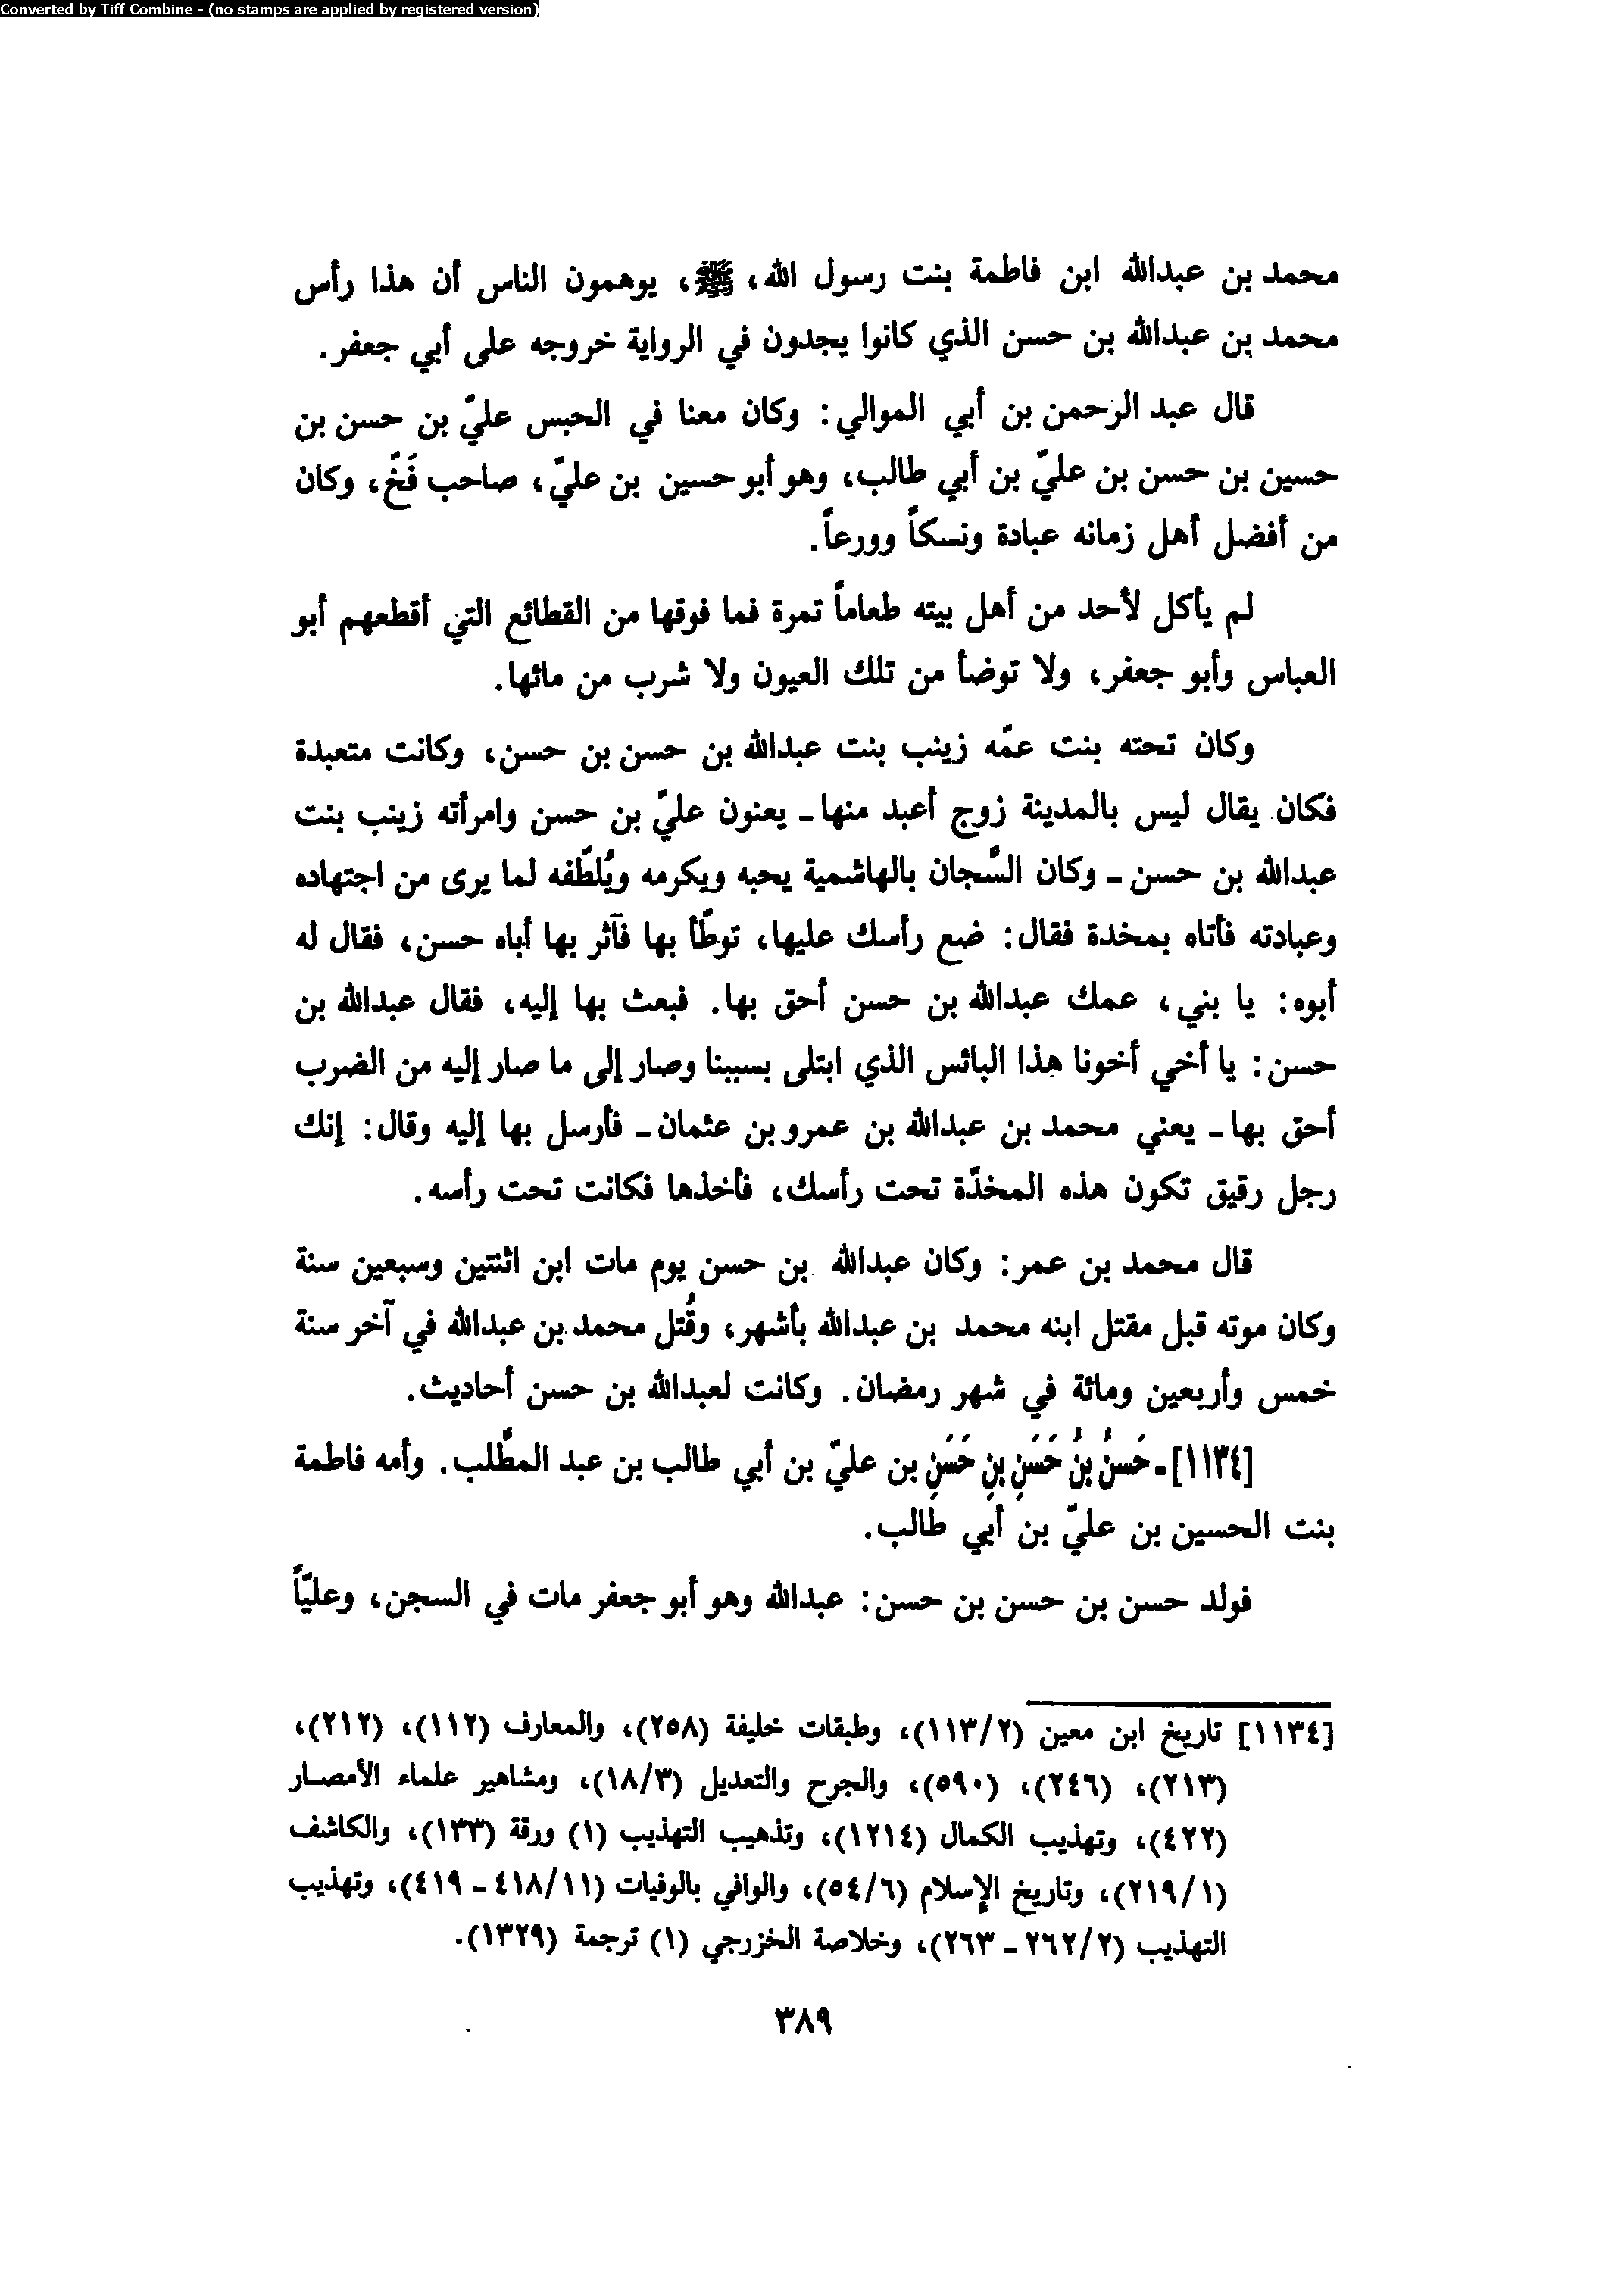 Converted by Tiff Combine - (no stamps are applied by registered version)
محمد بن عبدالله ابن فاطمة بنت رسول الله، ﷺ، يوهمون الناس أن هذا رأس
محمد بن عبدالله بن حسن الذي كانوا يجدون في الرواية خروجه على أبي جعفر.
قال عبد الرحمن بن أبي الموالي: وكان معنا في الحبس عليّ بن حسن بن
حسين بن حسن بن عليّ بن أبي طالب، وهو أبو حسين بن عليّ، صاحب فَخّ، وكان
من أفضل أهل زمانه عبادة ونسكاً وورعاً.
لم يأكل لأحد من أهل بيته طعاماً تمرة فما فوقها من القطائع التي أقطعهم أبو
العباس وأبو جعفر، ولا توضأ من تلك العيون ولا شرب من مائها.
وكان تحته بنت عمّه زينب بنت عبدالله بن حسن بن حسن، وكانت متعبدة
فكان يقال ليس بالمدينة زوج أعبد منها ـ يعنون عليّ بن حسن وامرأته زينب بنت
عبدالله بن حسن ـ وكان السَّجان بالهاشمية يحبه ويكرمه ويُلطّفه لما يرى من اجتهاده
وعبادته فأتاه بمخدة فقال: ضع رأسك عليها، توطّأ بها فآثر بها أباه حسن، فقال له
أبوه: يا بني، عمك عبدالله بن حسن أحق بها. فبعث بها إليه، فقال عبدالله بن
حسن: يا أخي أخونا هذا البائس الذي ابتلى بسببنا وصار إلى ما صار إليه من الضرب
أحق بها ـ يعني محمد بن عبدالله بن عمرو بن عثمان ـ فأرسل بها إليه وقال: إنك
رجل رقيق تكون هذه المخدّة تحت رأسك، فأخذها فكانت تحت رأسه.
قال محمد بن عمر: وكان عبدالله بن حسن يوم مات ابن اثنتين وسبعين سنة
وكان موته قبل مقتل ابنه محمد بن عبدالله بأشهر، وقُتل محمد بن عبدالله في آخر سنة
خمس وأربعين ومائة في شهر رمضان. وكانت لعبدالله بن حسن أحاديث.
[١١٣٤] ـ حَسنُ بنُ حَسَنِ بنِ حَسَنِ بن عليّ بن أبي طالب بن عبد المطَّلب. وأمه فاطمة
بنت الحسين بن عليّ بن أبي طالب.
فولد حسن بن حسن بن حسن: عبدالله وهو أبو جعفر مات في السجن، وعليّاً
[١١٣٤] تاريخ ابن معين (١١٣/٢)، وطبقات خليفة (٢٥٨)، والمعارف (١١٢)، (٢١٢)،
(٢١٣)، (٢٤٦)، (٥٩٠)، والجرح والتعديل (١٨/٣)، ومشاهير علماء الأمصار
(٤٢٢)، وتهذيب الكمال (١٢١٤)، وتذهيب التهذيب (١) ورقة (١٣٣)، والكاشف
(٢١٩/١)، وتاريخ الإسلام (٥٤/٦)، والوافي بالوفيات (٤١٨/١١ ـ ٤١٩)، وتهذيب
التهذيب (٢٦٢/٢ ـ ٢٦٣)، وخلاصة الخزرجي (١) ترجمة (١٣٢٩).
٣٨٩